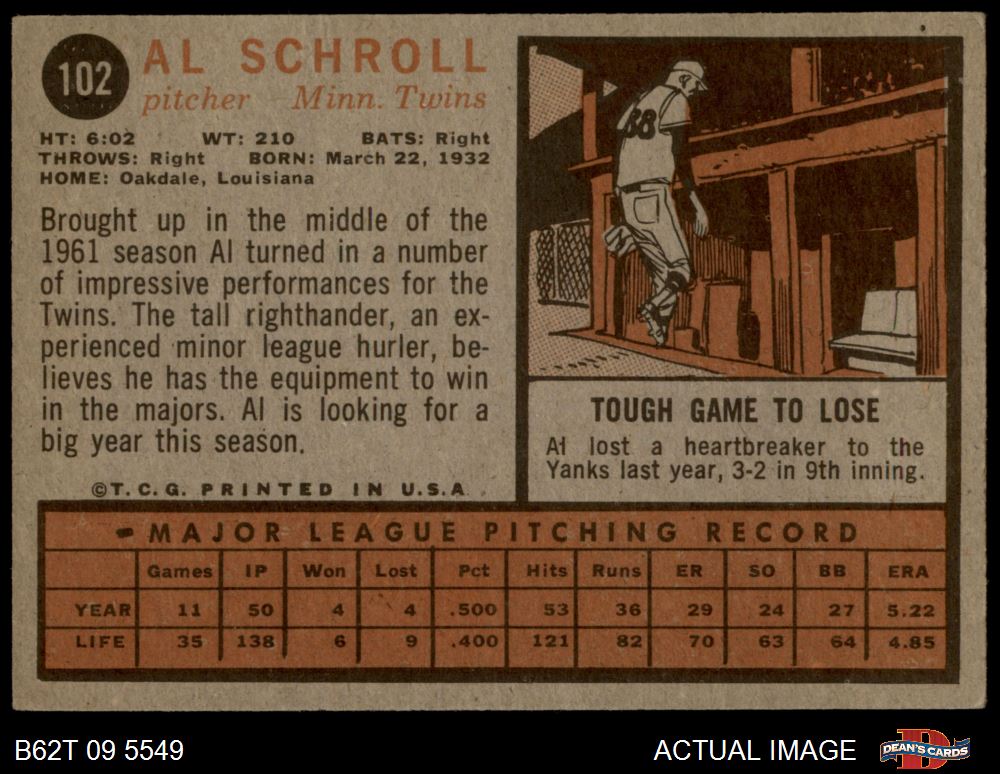 102
AL SCHROLL
pitcher Minn. Twins
HT: 6:02 WT: 210 BATS: Right
THROWS: Right BORN: March 22, 1932
HOME: Oakdale, Louisiana
Brought up in the middle of the
1961 season Al turned in a number
of impressive performances for the
Twins. The tall righthander, an ex-
perienced minor league hurler, be-
lieves he has the equipment to win
in the majors. Al is looking for a
big year this season.
©T.C.G. PRINTED IN U.S.A.
88
TOUGH GAME TO LOSE
Al lost a heartbreaker to the
Yanks last year, 3-2 in 9th inning.
MAJOR LEAGUE PITCHING RECORD
Games IP Won Lost Pct Hits Runs ER SO BB ERA
YEAR 11 50 4 4 .500 53 36 29 24 27 5.22
LIFE 35 138 6 9 .400 121 82 70 63 64 4.85
B62T 09 5549 ACTUAL IMAGE DEAN'S CARDS